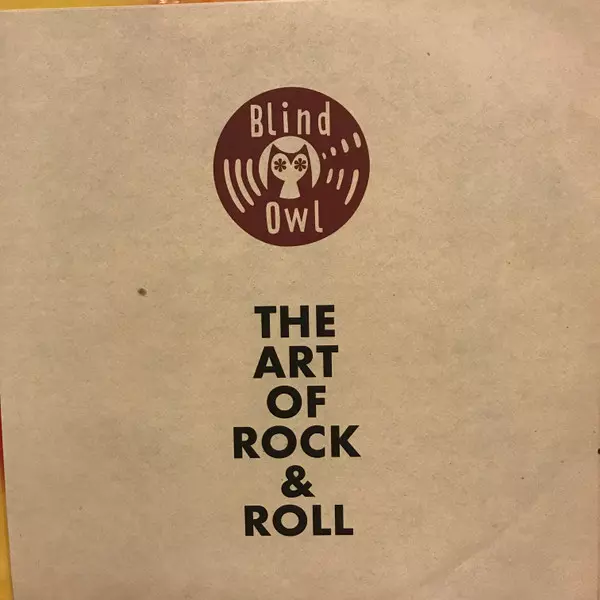 Blind
Owl
THE
ART
OF
ROCK
&
ROLL